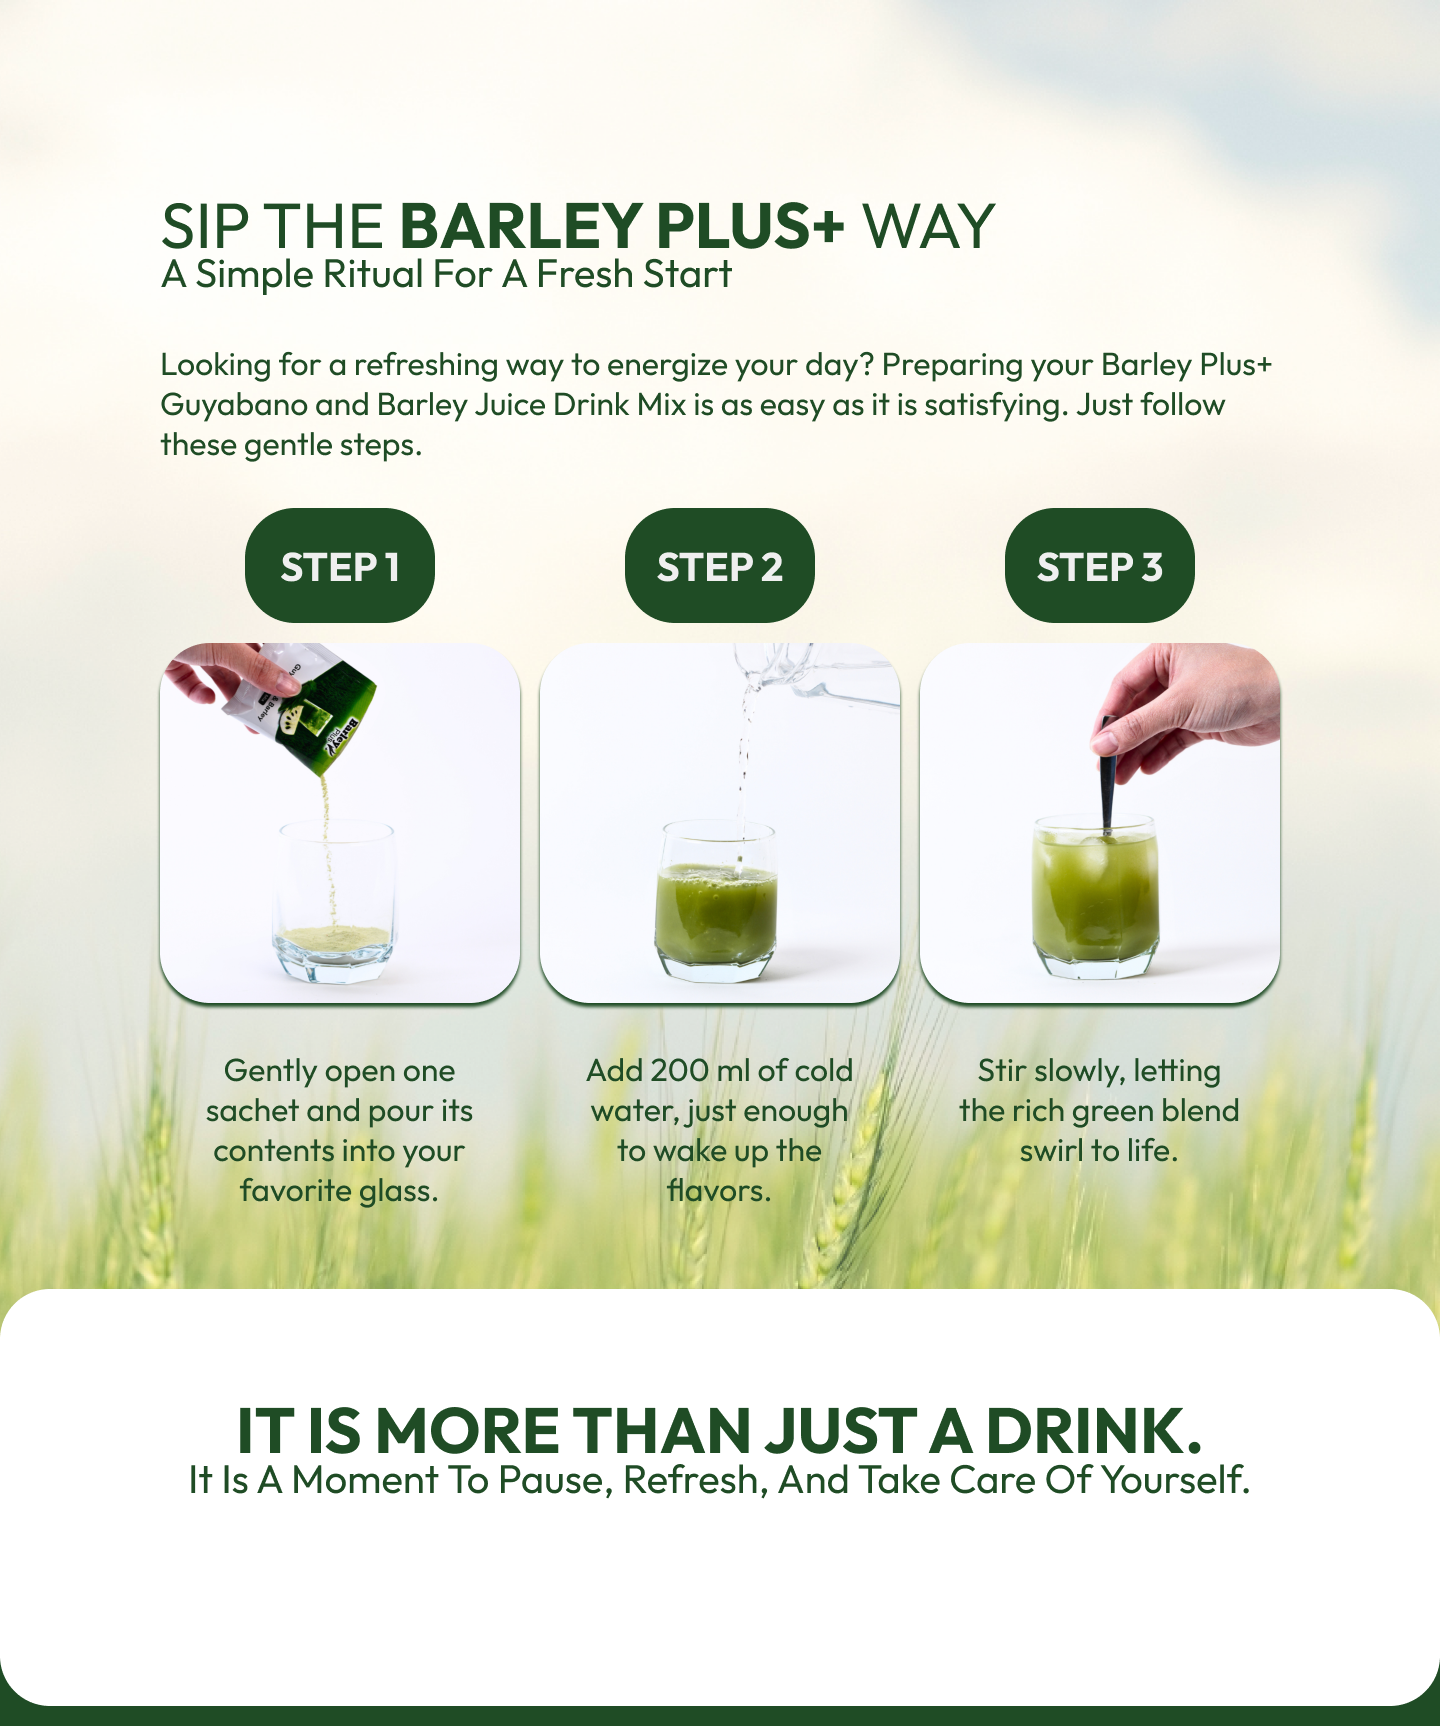 SIP THE BARLEY PLUS+ WAY
A Simple Ritual For A Fresh Start
Looking for a refreshing way to energize your day? Preparing your Barley Plus+
Guyabano and Barley Juice Drink Mix is as easy as it is satisfying. Just follow
these gentle steps.
STEP 1
STEP 2
STEP 3
Barley
Plus
& Barley
Gently open one
sachet and pour its
contents into your
favorite glass.
Add 200 ml of cold
water, just enough
to wake up the
flavors.
Stir slowly, letting
the rich green blend
swirl to life.
IT IS MORE THAN JUST A DRINK.
It Is A Moment To Pause, Refresh, And Take Care Of Yourself.